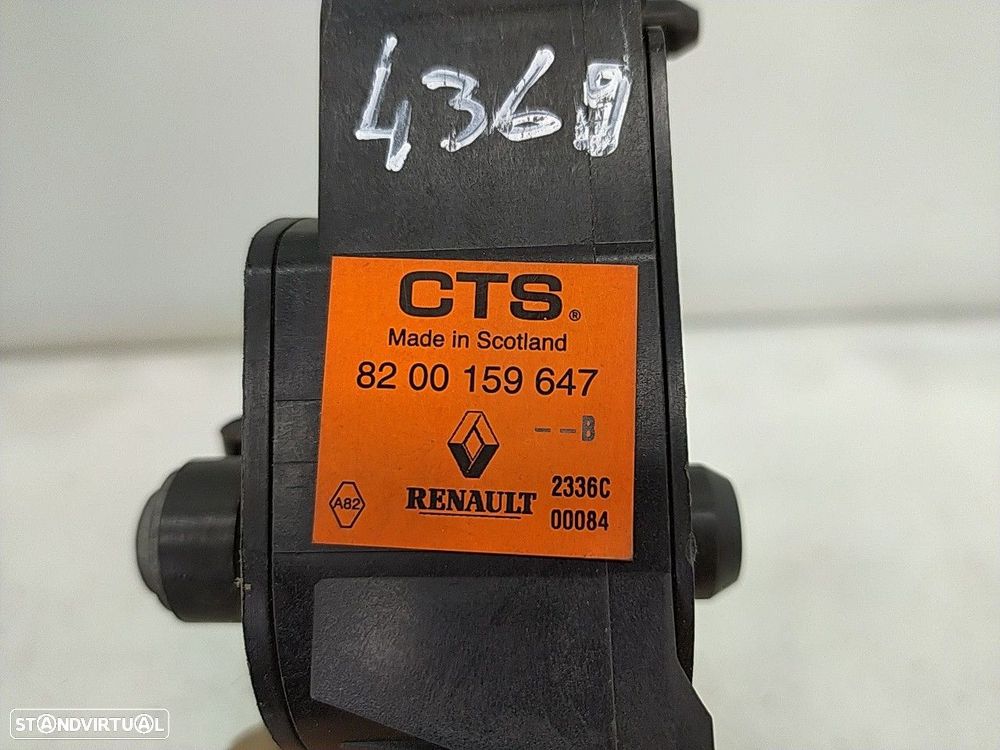 4369
CTS®
Made in Scotland
82 00 159 647
--B
A82
RENAULT
2336C
00084
STANDVIRTUAL